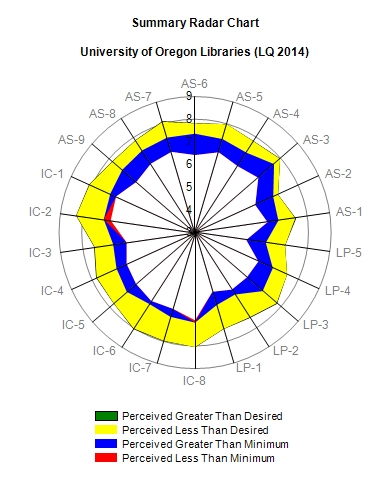 Summary Radar Chart
University of Oregon Libraries (LQ 2014)
AS-6
AS-7
AS-5
AS-8
AS-4
AS-9
AS-3
IC-1
AS-2
IC-2
AS-1
IC-3
LP-5
IC-4
LP-4
IC-5
LP-3
IC-6
LP-2
IC-7
LP-1
IC-8
9
8
7
6
5
4
Perceived Greater Than Desired
Perceived Less Than Desired
Perceived Greater Than Minimum
Perceived Less Than Minimum